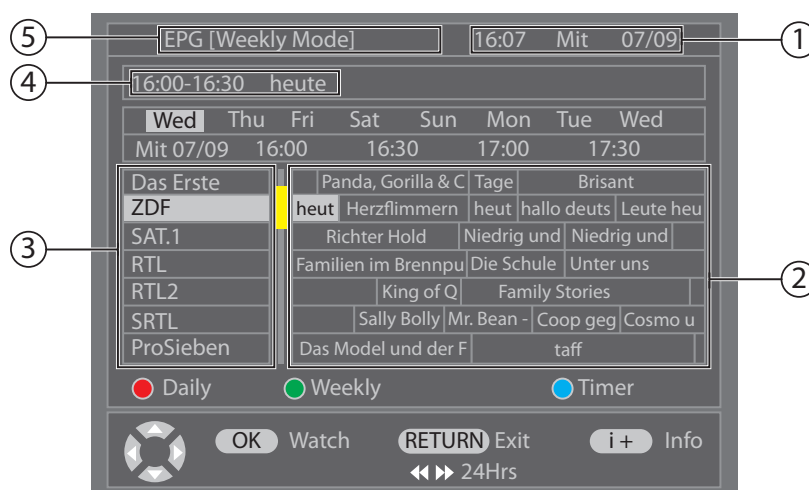 ⑤ EPG [Weekly Mode] 16:07 Mit 07/09 ①
④ 16:00-16:30 heute
Wed Thu Fri Sat Sun Mon Tue Wed
Mit 07/09 16:00 16:30 17:00 17:30
Das Erste Panda, Gorilla & C Tage Brisant
ZDF heut Herzflimmern heut hallo deuts Leute heu
③ SAT.1 Richter Hold Niedrig und Niedrig und
RTL Familien im Brennpu Die Schule Unter uns ②
RTL2 King of Q Family Stories
SRTL Sally Bolly Mr. Bean - Coop geg Cosmo u
ProSieben Das Model und der F taff
Daily Weekly Timer
OK Watch RETURN Exit i+ Info
24Hrs